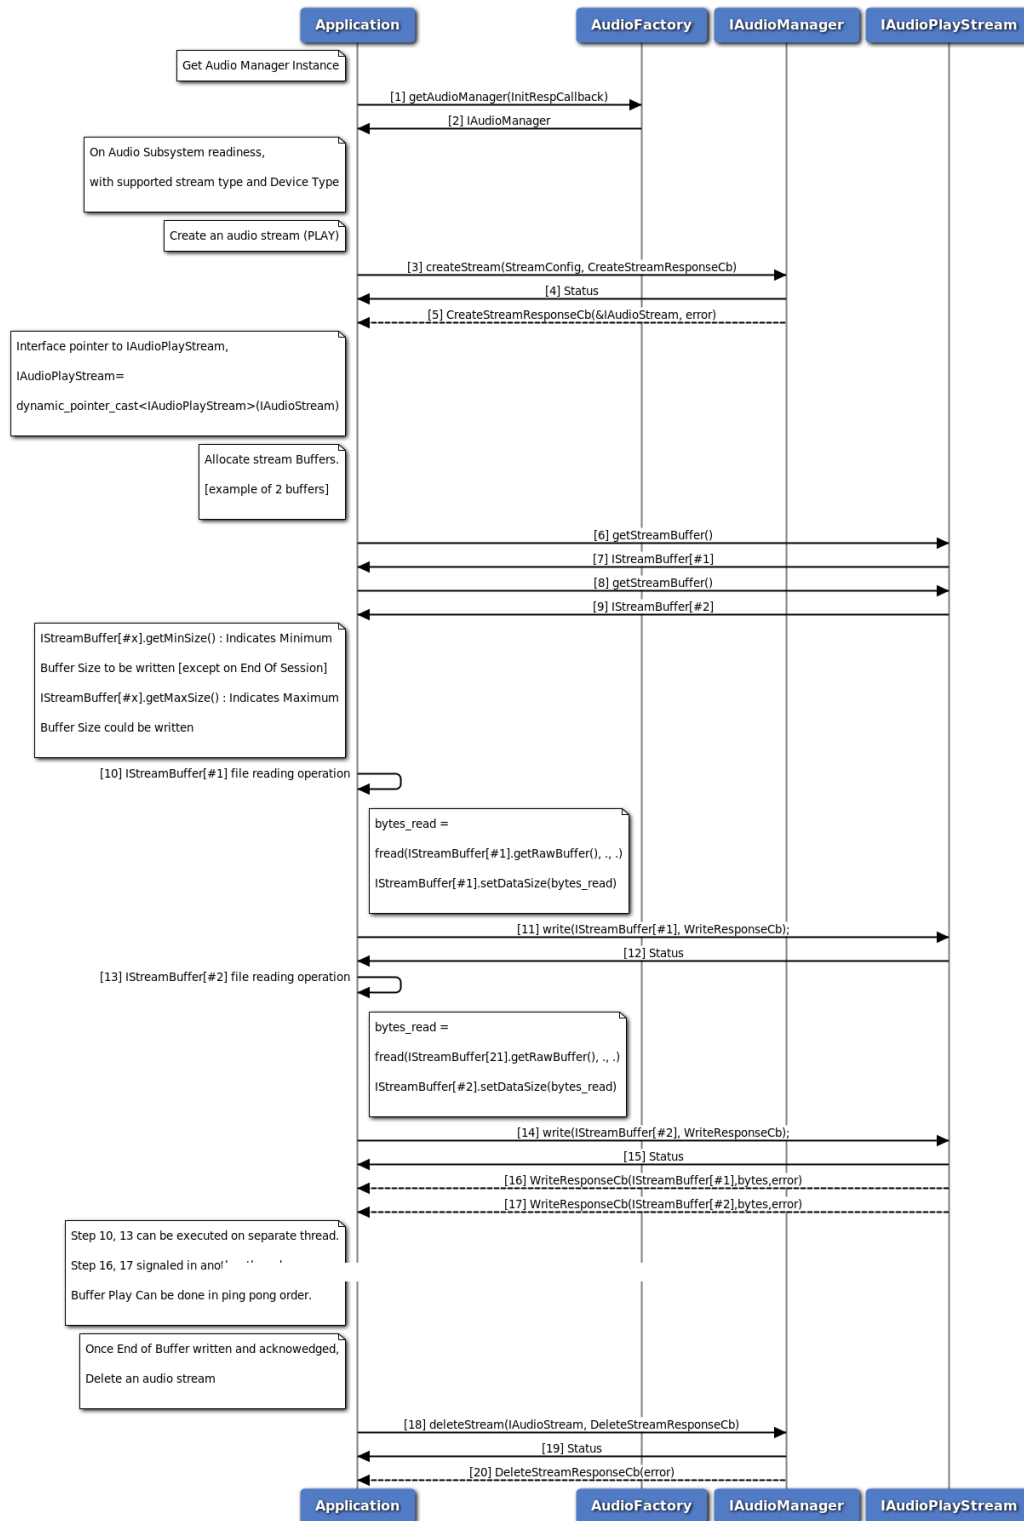 Application AudioFactory IAudioManager IAudioPlayStream
Get Audio Manager Instance
[1] getAudioManager(InitRespCallback)
[2] IAudioManager
On Audio Subsystem readiness,
with supported stream type and Device Type
Create an audio stream (PLAY)
[3] createStream(StreamConfig, CreateStreamResponseCb)
[4] Status
[5] CreateStreamResponseCb(&IAudioStream, error)
Interface pointer to IAudioPlayStream,
IAudioPlayStream=
dynamic_pointer_cast<IAudioPlayStream>(IAudioStream)
Allocate stream Buffers.
[example of 2 buffers]
[6] getStreamBuffer()
[7] IStreamBuffer[#1]
[8] getStreamBuffer()
[9] IStreamBuffer[#2]
IStreamBuffer[#x].getMinSize() : Indicates Minimum
Buffer Size to be written [except on End Of Session]
IStreamBuffer[#x].getMaxSize() : Indicates Maximum
Buffer Size could be written
[10] IStreamBuffer[#1] file reading operation
bytes_read =
fread(IStreamBuffer[#1].getRawBuffer(), ., .)
IStreamBuffer[#1].setDataSize(bytes_read)
[11] write(IStreamBuffer[#1], WriteResponseCb);
[12] Status
[13] IStreamBuffer[#2] file reading operation
bytes_read =
fread(IStreamBuffer[21].getRawBuffer(), ., .)
IStreamBuffer[#2].setDataSize(bytes_read)
[14] write(IStreamBuffer[#2], WriteResponseCb);
[15] Status
[16] WriteResponseCb(IStreamBuffer[#1],bytes,error)
[17] WriteResponseCb(IStreamBuffer[#2],bytes,error)
Step 10, 13 can be executed on separate thread.
Step 16, 17 signaled in
Buffer Play Can be done in ping pong order.
Once End of Buffer written and acknowedged,
Delete an audio stream
[18] deleteStream(IAudioStream, DeleteStreamResponseCb)
[19] Status
[20] DeleteStreamResponseCb(error)
Application AudioFactory IAudioManager IAudioPlayStream